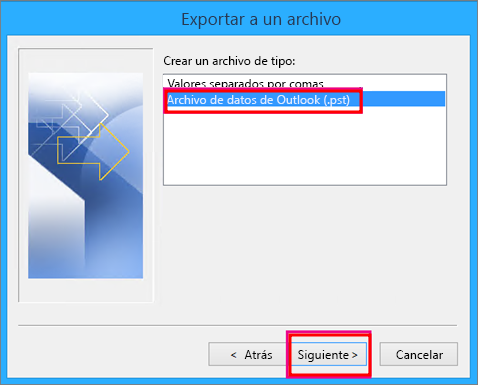 Exportar a un archivo
Crear un archivo de tipo:
Valores separados por comas
Archivo de datos de Outlook (.pst)
< Atrás
Siguiente >
Cancelar